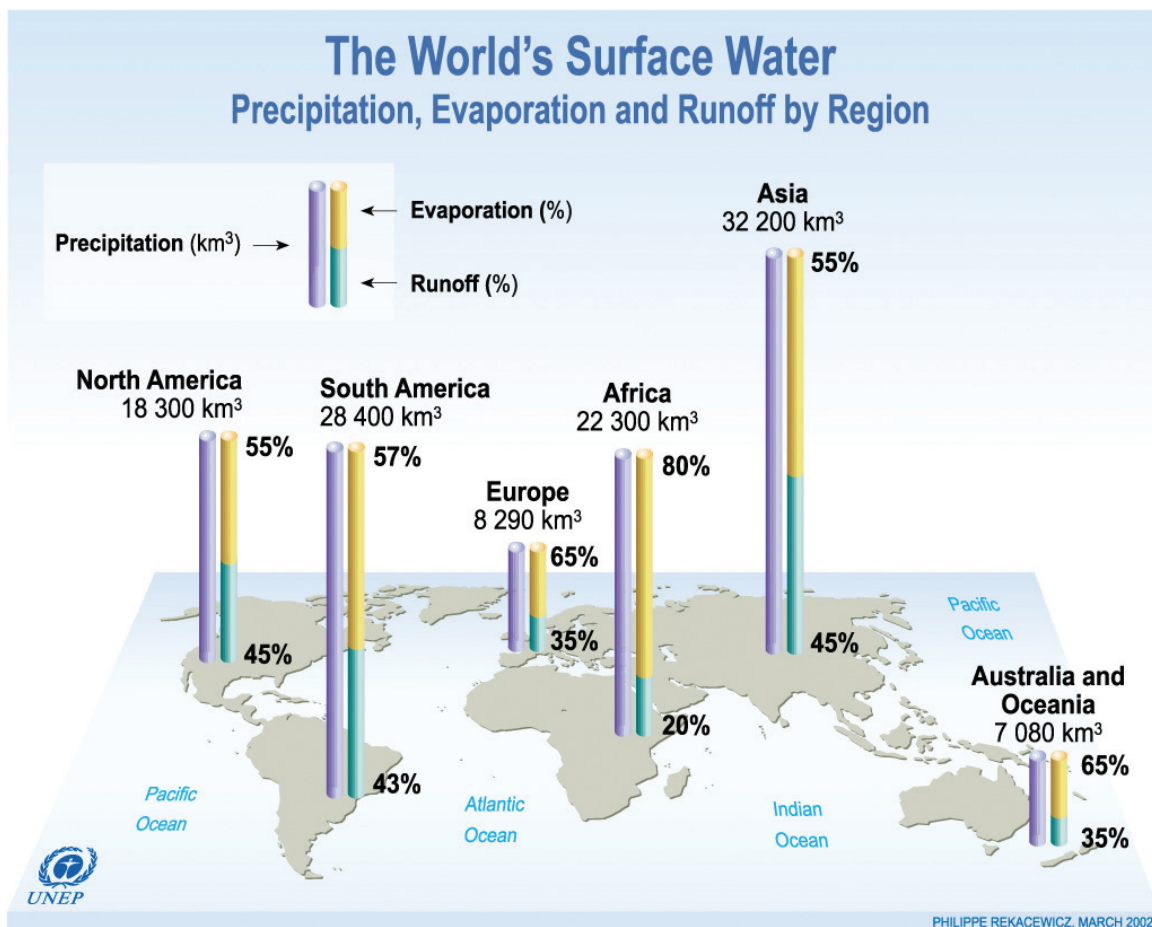 The World's Surface Water
Precipitation, Evaporation and Runoff by Region
Precipitation (km³)
Evaporation (%)
Runoff (%)
North America
18 300 km³
55%
45%
South America
28 400 km³
57%
43%
Europe
8 290 km³
65%
35%
Africa
22 300 km³
80%
20%
Asia
32 200 km³
55%
45%
Australia and
Oceania
7 080 km³
65%
35%
Pacific
Ocean
Pacific
Ocean
Atlantic
Ocean
Indian
Ocean
UNEP
PHILIPPE REKACEWICZ, MARCH 2002